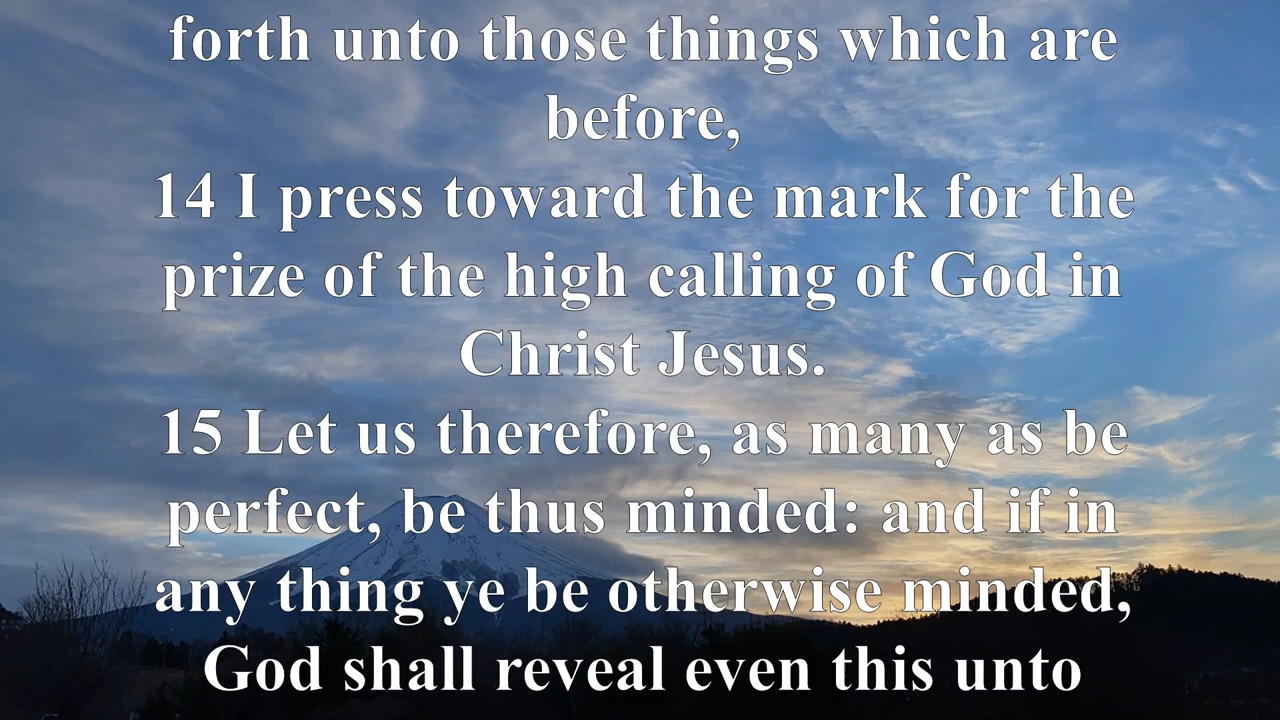 forth unto those things which are
before,
14 I press toward the mark for the
prize of the high calling of God in
Christ Jesus.
15 Let us therefore, as many as be
perfect, be thus minded: and if in
any thing ye be otherwise minded,
God shall reveal even this unto